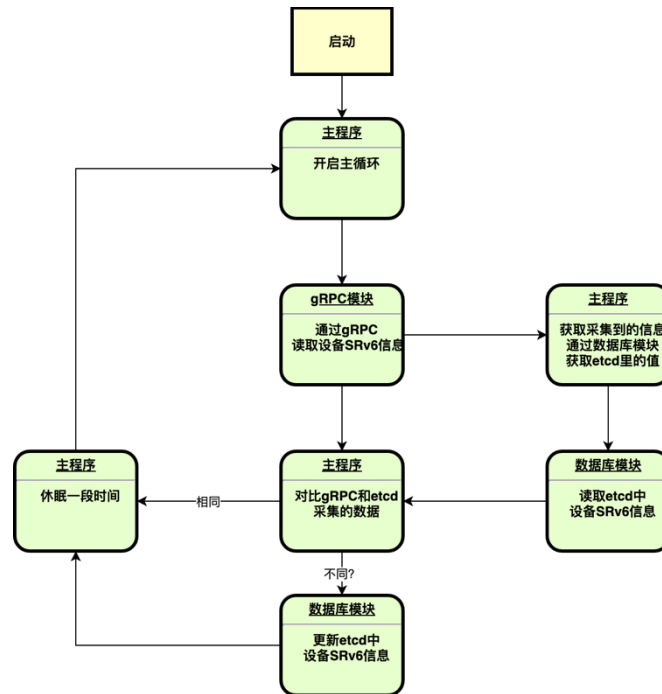 启动
主程序
开启主循环
gRPC模块
通过gRPC
读取设备SRv6信息
主程序
获取采集到的信息
通过数据库模块
获取etcd里的值
主程序
休眠一段时间
相同
主程序
对比gRPC和etcd
采集的数据
数据库模块
读取etcd中
设备SRv6信息
不同?
数据库模块
更新etcd中
设备SRv6信息